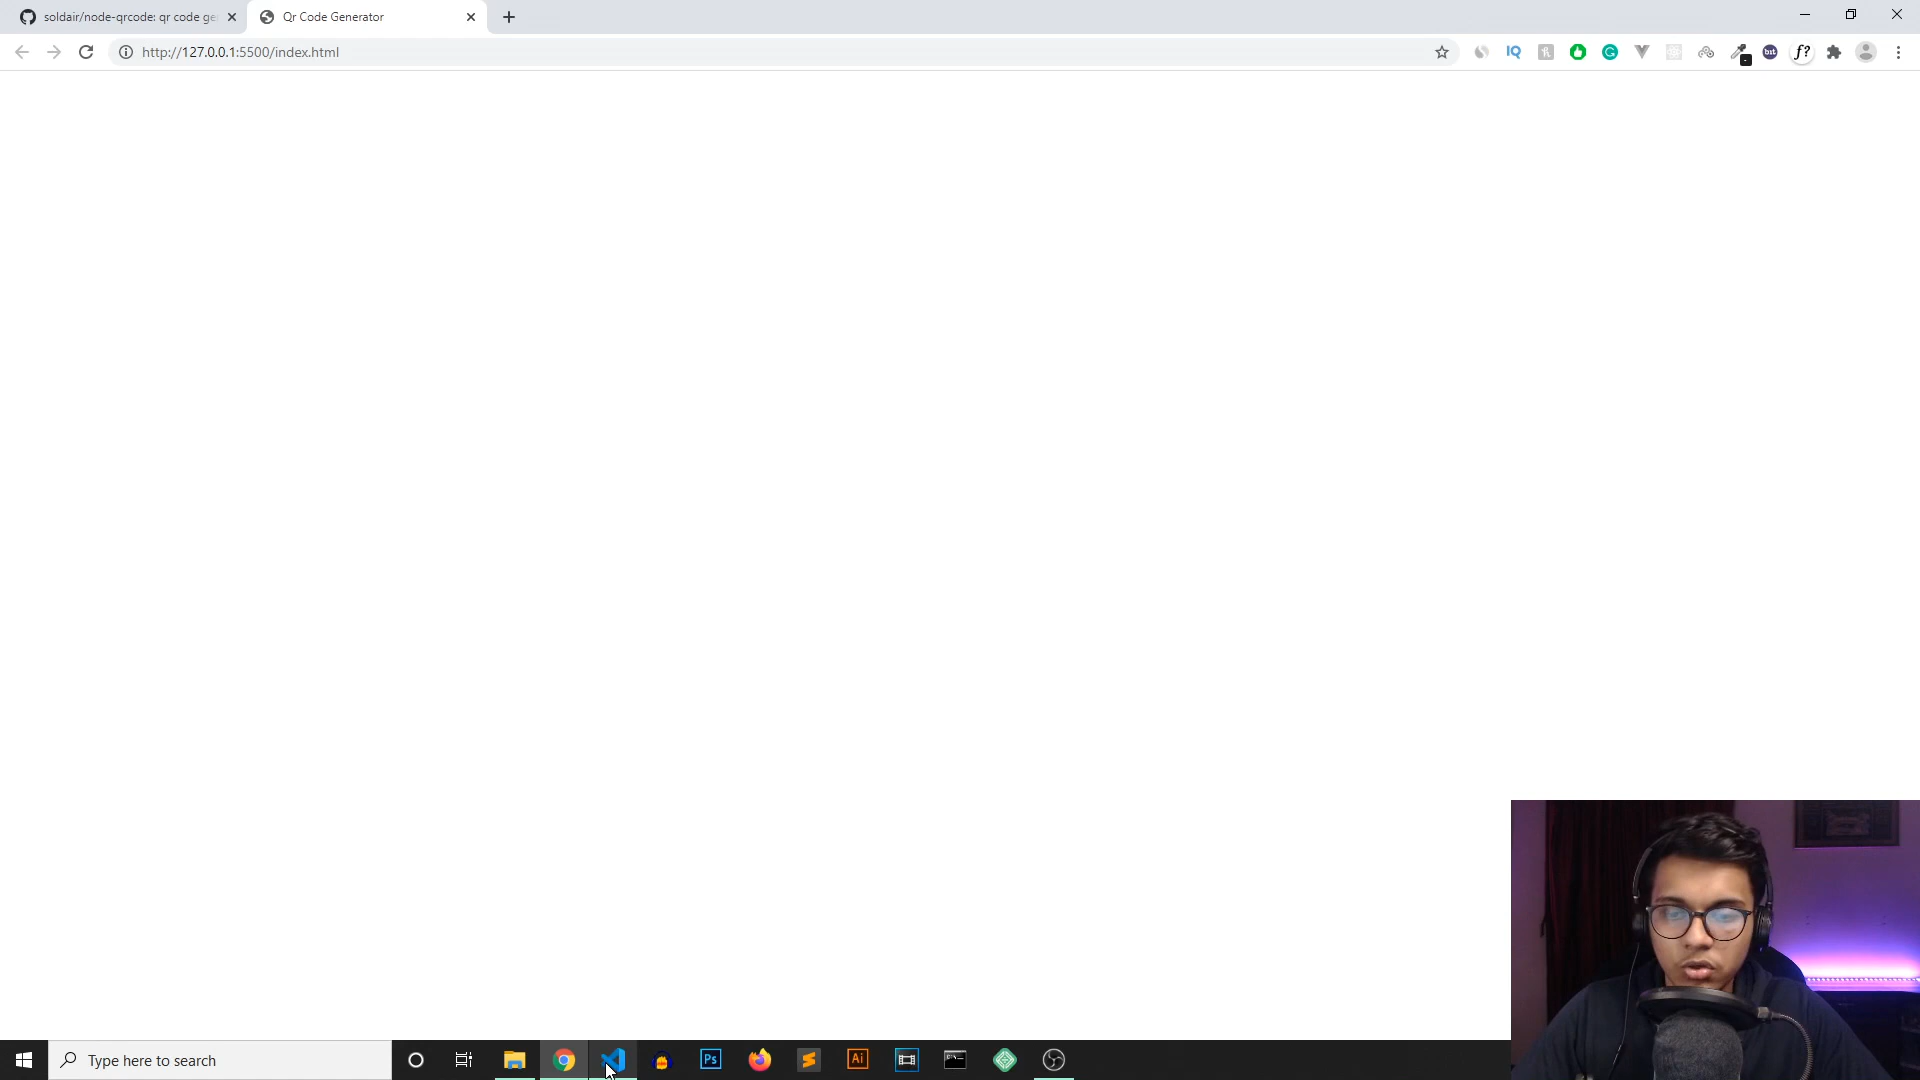 soldair/node-qrcode: qr code ge
Qr Code Generator
http://127.0.0.1:5500/index.html
IQ
bit
f?
Type here to search
Ps
Ai